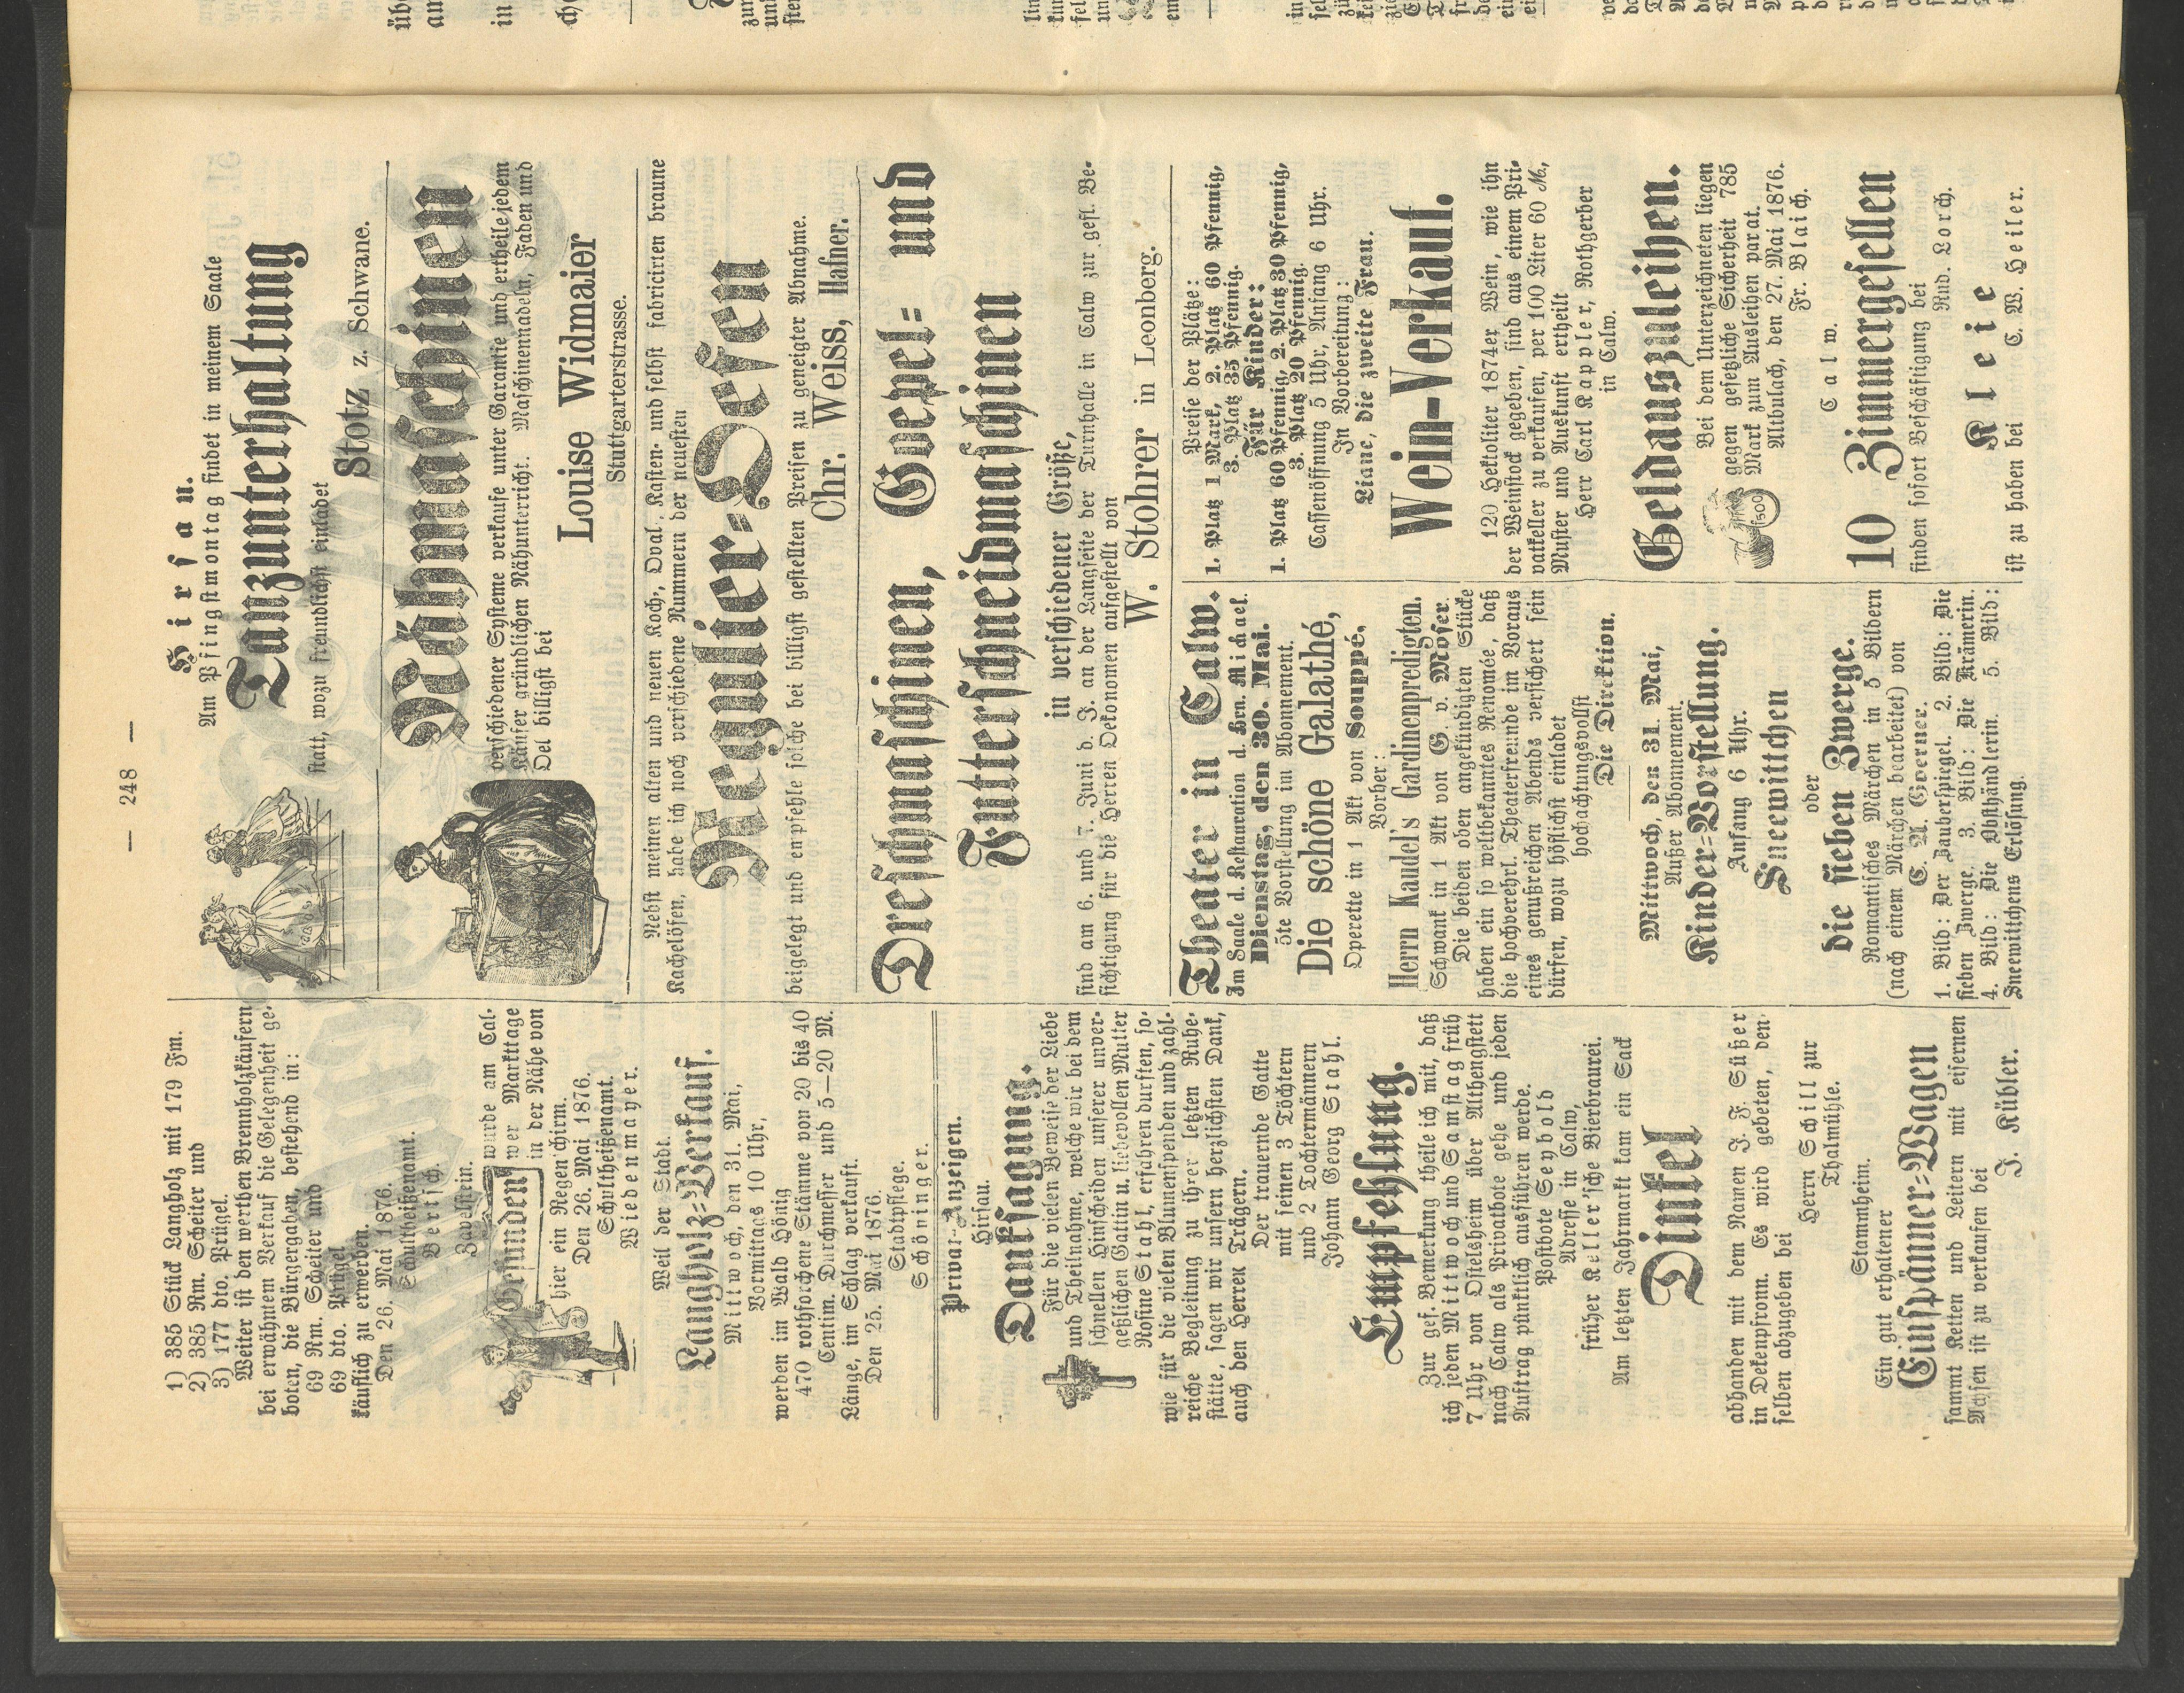 — 248 —
1) 385 Stück Langholz mit 179 Fm.
2) 385 Rm. Scheiter und
3) 177 dto. Prügel.
Weiter ist den werthen Brennholzkäufern
bei erwähntem Verkauf die Gelegenheit ge-
boten, die Bürgergaben, bestehend in:
69 Rm. Scheiter und
69 dto. Prügel
käuflich zu erwerben.
Den 26. Mai 1876.
Schultheißenamt.
Bertsch.
Zavelstein.
Gefunden
wurde am Cal-
wer Markttage
in der Nähe von
hier ein Regenschirm.
Den 26. Mai 1876.
Schultheißenamt.
Wiedenmayer.
Weil der Stadt.
Langholz-Verkauf.
Mittwoch, den 31. Mai,
Vormittags 10 Uhr,
werden im Wald Hönig
470 rothforchene Stämme von 20 bis 40
Centim. Durchmesser und 5—20 M.
Länge, im Schlag verkauft.
Den 25. Mai 1876.
Stadtpflege.
Schöninger.
Privat-Anzeigen.
Hirsau.
Danksagung.
Für die vielen Beweise der Liebe
und Theilnahme, welche wir bei dem
schnellen Hinscheiden unserer unver-
geßlichen Gattin u. liebevollen Mutter
Rosine Stahl, erfahren durften, so-
wie für die vielen Blumenspenden und zahl-
reiche Begleitung zu ihrer letzten Ruhe-
stätte, sagen wir unsern herzlichsten Dank,
auch den Herren Trägern.
Der trauernde Gatte
mit seinen 3 Töchtern
und 2 Tochtermännern
Johann Georg Stahl.
Empfehlung.
Zur gef. Bemerkung theile ich mit, daß
ich jeden Mittwoch und Samstag früh
7 Uhr von Ostelsheim über Althengstett
nach Calw als Privatbote gehe und jeden
Auftrag pünktlich ausführen werde.
Postbote Seybold
Adresse in Calw,
früher Keller'sche Bierbrauerei.
Am letzten Jahrmarkt kam ein Sack
Dinkel
abhanden mit dem Namen J. F. Süßer
in Dekenpfronn. Es wird gebeten, den-
selben abzugeben bei
Herrn Schill zur
Thalmühle.
Stammheim.
Ein gut erhaltener
Einspänner-Wagen
sammt Ketten und Leitern mit eisernen
Achsen ist zu verkaufen bei
J. Kübler.
Hirsau.
Am Pfingstmontag findet in meinem Saale
Tanzunterhaltung
statt, wozu freundlichst einladet
Stotz z. Schwane.
Nähmaschinen
verschiedener Systeme verkaufe unter Garantie und ertheile jedem
Käufer gründlichen Nähunterricht. Maschinennadeln, Faden und
Oel billigst bei
Louise Widmaier
Stuttgarterstrasse.
Nebst meinen alten und neuen Koch-, Oval-, Kasten- und selbst fabricirten braune
Kachelöfen, habe ich noch verschiedene Nummern der neuesten
Regulier-Oefen
beigelegt und empfehle solche bei billigst gestellten Preisen zu geneigter Abnahme.
Chr. Weiss, Hafner.
Dreschmaschinen, Goepel- und
Futterschneidmaschinen
in verschiedener Größe,
sind am 6. und 7. Juni d. J. an der Langseite der Turnhalle in Calw zur gefl. Be-
sichtigung für die Herren Oekonomen aufgestellt von
W. Stohrer in Leonberg.
Theater in Calw.
Im Saale d. Restauration d. Hrn. Michael.
Dienstag, den 30. Mai.
5te Vorstellung im Abonnement.
Die schöne Galathé,
Operette in 1 Akt von Souppé.
Vorher:
Herrn Kaudel's Gardinenpredigten.
Schwank in 1 Akt von G. v. Moser.
Die beiden oben angekündigten Stücke
haben ein so weltbekanntes Renomée, daß
die hochverehrl. Theaterfreunde im Voraus
eines genußreichen Abends versichert sein
dürfen, wozu höflichst einladet
hochachtungsvollst
Die Direktion.
Mittwoch, den 31. Mai,
Außer Abonnement.
Kinder-Vorstellung.
Anfang 6 Uhr.
Sneewittchen
oder
die sieben Zwerge.
Romantisches Märchen in 5 Bildern
(nach einem Märchen bearbeitet) von
C. A. Goerner.
1. Bild: Der Zauberspiegel. 2. Bild: Die
sieben Zwerge. 3. Bild: Die Krämerin.
4. Bild: Die Obsthändlerin. 5. Bild:
Sneewittchens Erlösung.
Preise der Plätze:
1. Platz 1 Mark, 2. Platz 60 Pfennig,
3. Platz 35 Pfennig.
Für Kinder:
1. Platz 60 Pfennig, 2. Platz 30 Pfennig,
3. Platz 20 Pfennig.
Cassenöffnung 5 Uhr, Anfang 6 Uhr.
In Vorbereitung:
Liane, die zweite Frau.
Wein-Verkauf.
120 Hektoliter 1874er Wein, wie ihn
der Weinstock gegeben, sind aus einem Pri-
vatkeller zu verkaufen, per 100 Liter 60 M.,
Muster und Auskunft ertheilt
Herr Carl Kappler, Rothgerber
in Calw.
Geldauszuleihen.
Bei dem Unterzeichneten liegen
gegen gesetzliche Sicherheit 785
Mark zum Ausleihen parat.
Altbulach, den 27. Mai 1876.
Fr. Blaich.
Calw.
10 Zimmergesellen
finden sofort Beschäftigung bei
Rud. Lorch.
Kleie
ist zu haben bei C. W. Heiler.